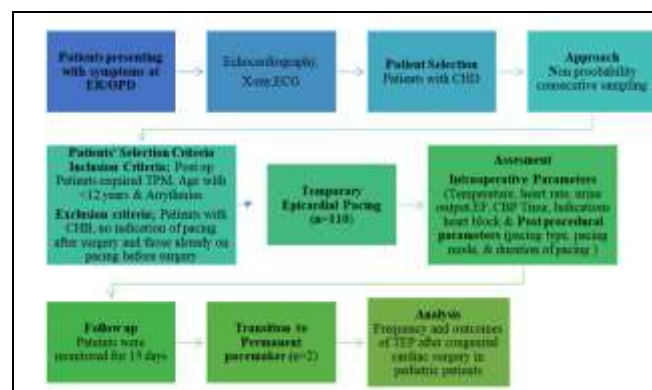 Patients presenting
with symptoms at
ER/OPD
Echocardiography,
X-ray, ECG
Patient Selection
Patients with CHD
Approach
Non proobability
consecutive sampling
Patients' Selection Criteria
Inclusion Criteria; Post op
Patients required TPM, Age with
<12 years & Arrythmias
Exclusion criteria; Patients with
CHB, no indication of pacing
after surgery and those already on
pacing before surgery
Temporary
Epicardial Pacing
(n=110)
Assesment
Intraoperative Parameters
(Temperature, heart rate, urine
output, EF, CBP Time, Indications
heart block & Post procedural
parameters (pacing type, pacing
mode, & duration of pacing )
Follow up
Patients were
monitored for 15 days
Transition to
Permanent
pacemaker (n=2)
Analysis
Frequency and outcomes
of TEP after congenital
cardiac surgery in
pediatric patients